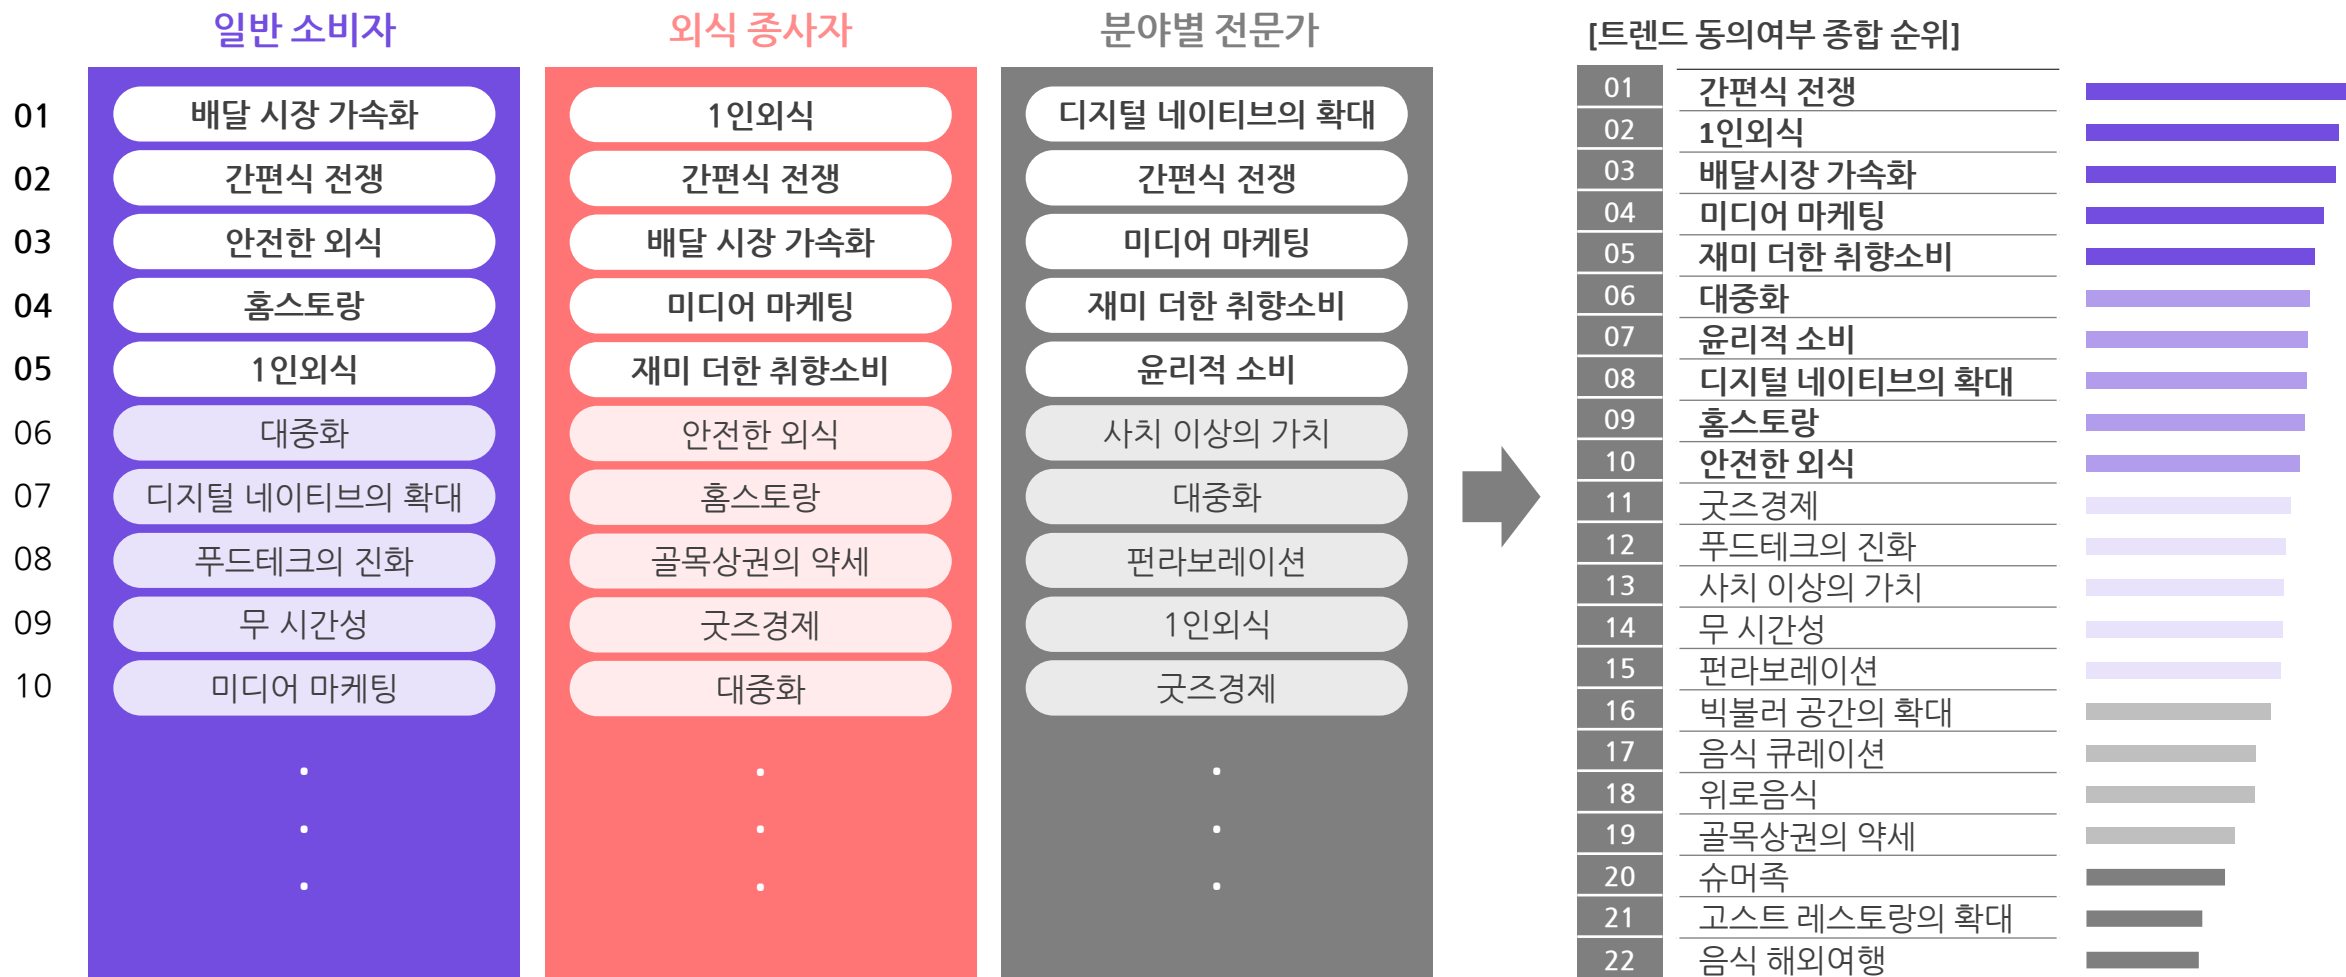 일반 소비자
외식 종사자
분야별 전문가
[트렌드 동의여부 종합 순위]
01 배달 시장 가속화 1인외식 디지털 네이티브의 확대
02 간편식 전쟁 간편식 전쟁 간편식 전쟁
03 안전한 외식 배달 시장 가속화 미디어 마케팅
04 홈스토랑 미디어 마케팅 재미 더한 취향소비
05 1인외식 재미 더한 취향소비 윤리적 소비
06 대중화 안전한 외식 사치 이상의 가치
07 디지털 네이티브의 확대 홈스토랑 대중화
08 푸드테크의 진화 골목상권의 약세 펀라보레이션
09 무 시간성 굿즈경제 1인외식
10 미디어 마케팅 대중화 굿즈경제
01 간편식 전쟁
02 1인외식
03 배달시장 가속화
04 미디어 마케팅
05 재미 더한 취향소비
06 대중화
07 윤리적 소비
08 디지털 네이티브의 확대
09 홈스토랑
10 안전한 외식
11 굿즈경제
12 푸드테크의 진화
13 사치 이상의 가치
14 무 시간성
15 펀라보레이션
16 빅블러 공간의 확대
17 음식 큐레이션
18 위로음식
19 골목상권의 약세
20 슈머족
21 고스트 레스토랑의 확대
22 음식 해외여행